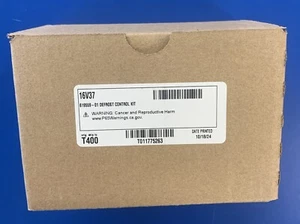 16V37
- 01 DEFROST CONTROL KIT
WARNING: Cancer and Reproductive Harm
www.P65Warnings.ca.gov.
T400
T011775263
DATE PRINTED
10/18/24